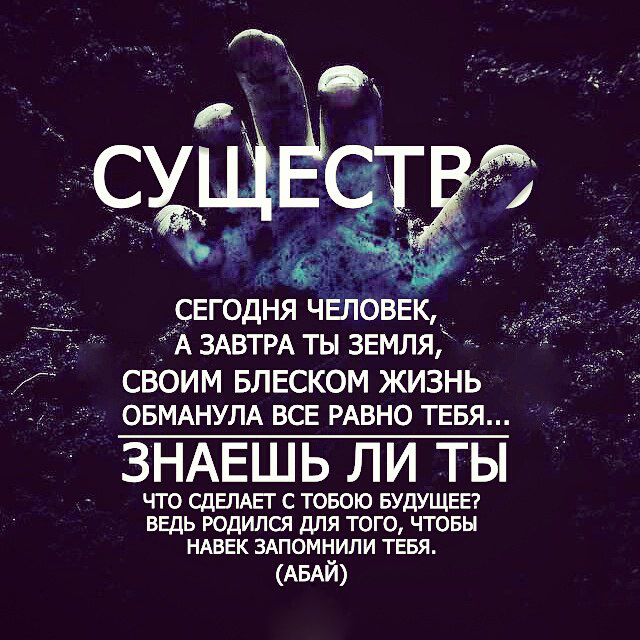 СУЩЕСТВО
СЕГОДНЯ ЧЕЛОВЕК,
А ЗАВТРА ТЫ ЗЕМЛЯ,
СВОИМ БЛЕСКОМ ЖИЗНЬ
ОБМАНУЛА ВСЕ РАВНО ТЕБЯ...
ЗНАЕШЬ ЛИ ТЫ
ЧТО СДЕЛАЕТ С ТОБОЮ БУДУЩЕЕ?
ВЕДЬ РОДИЛСЯ ДЛЯ ТОГО, ЧТОБЫ
НАВЕК ЗАПОМНИЛИ ТЕБЯ.
(АБАЙ)